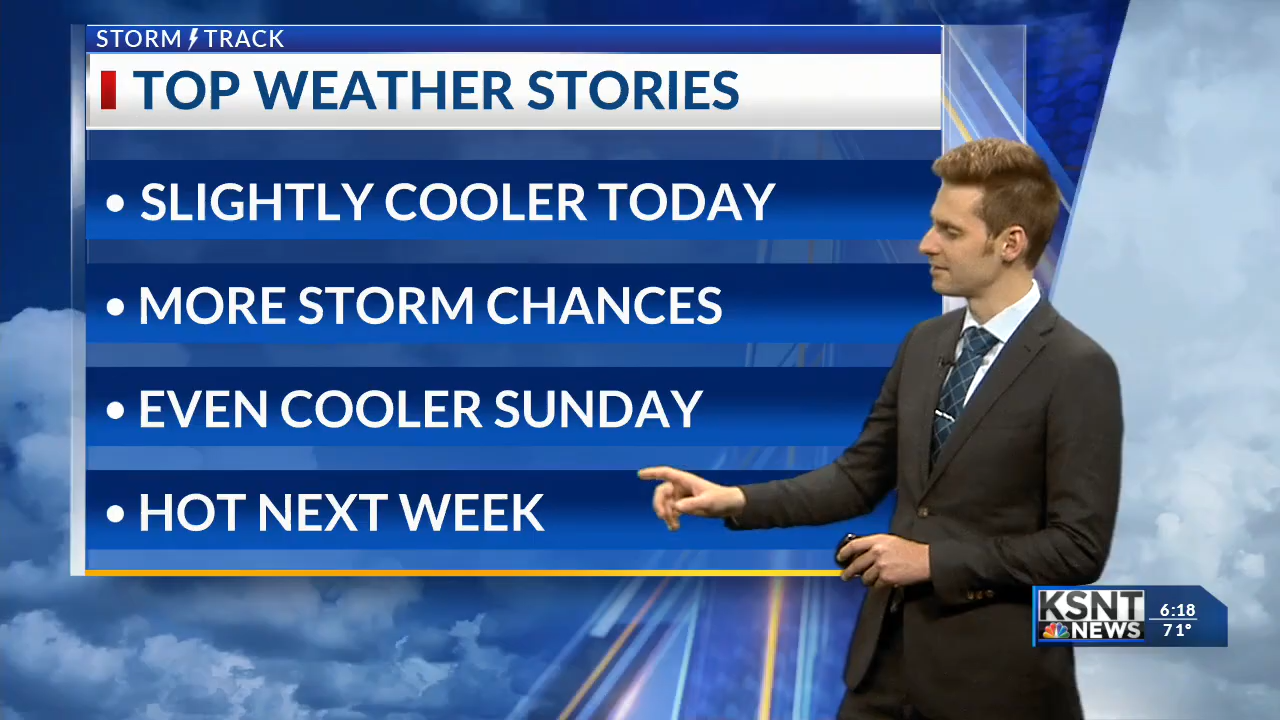 STORM TRACK
TOP WEATHER STORIES
• SLIGHTLY COOLER TODAY
• MORE STORM CHANCES
• EVEN COOLER SUNDAY
• HOT NEXT WEEK
KSNT
NEWS
6:18
71°